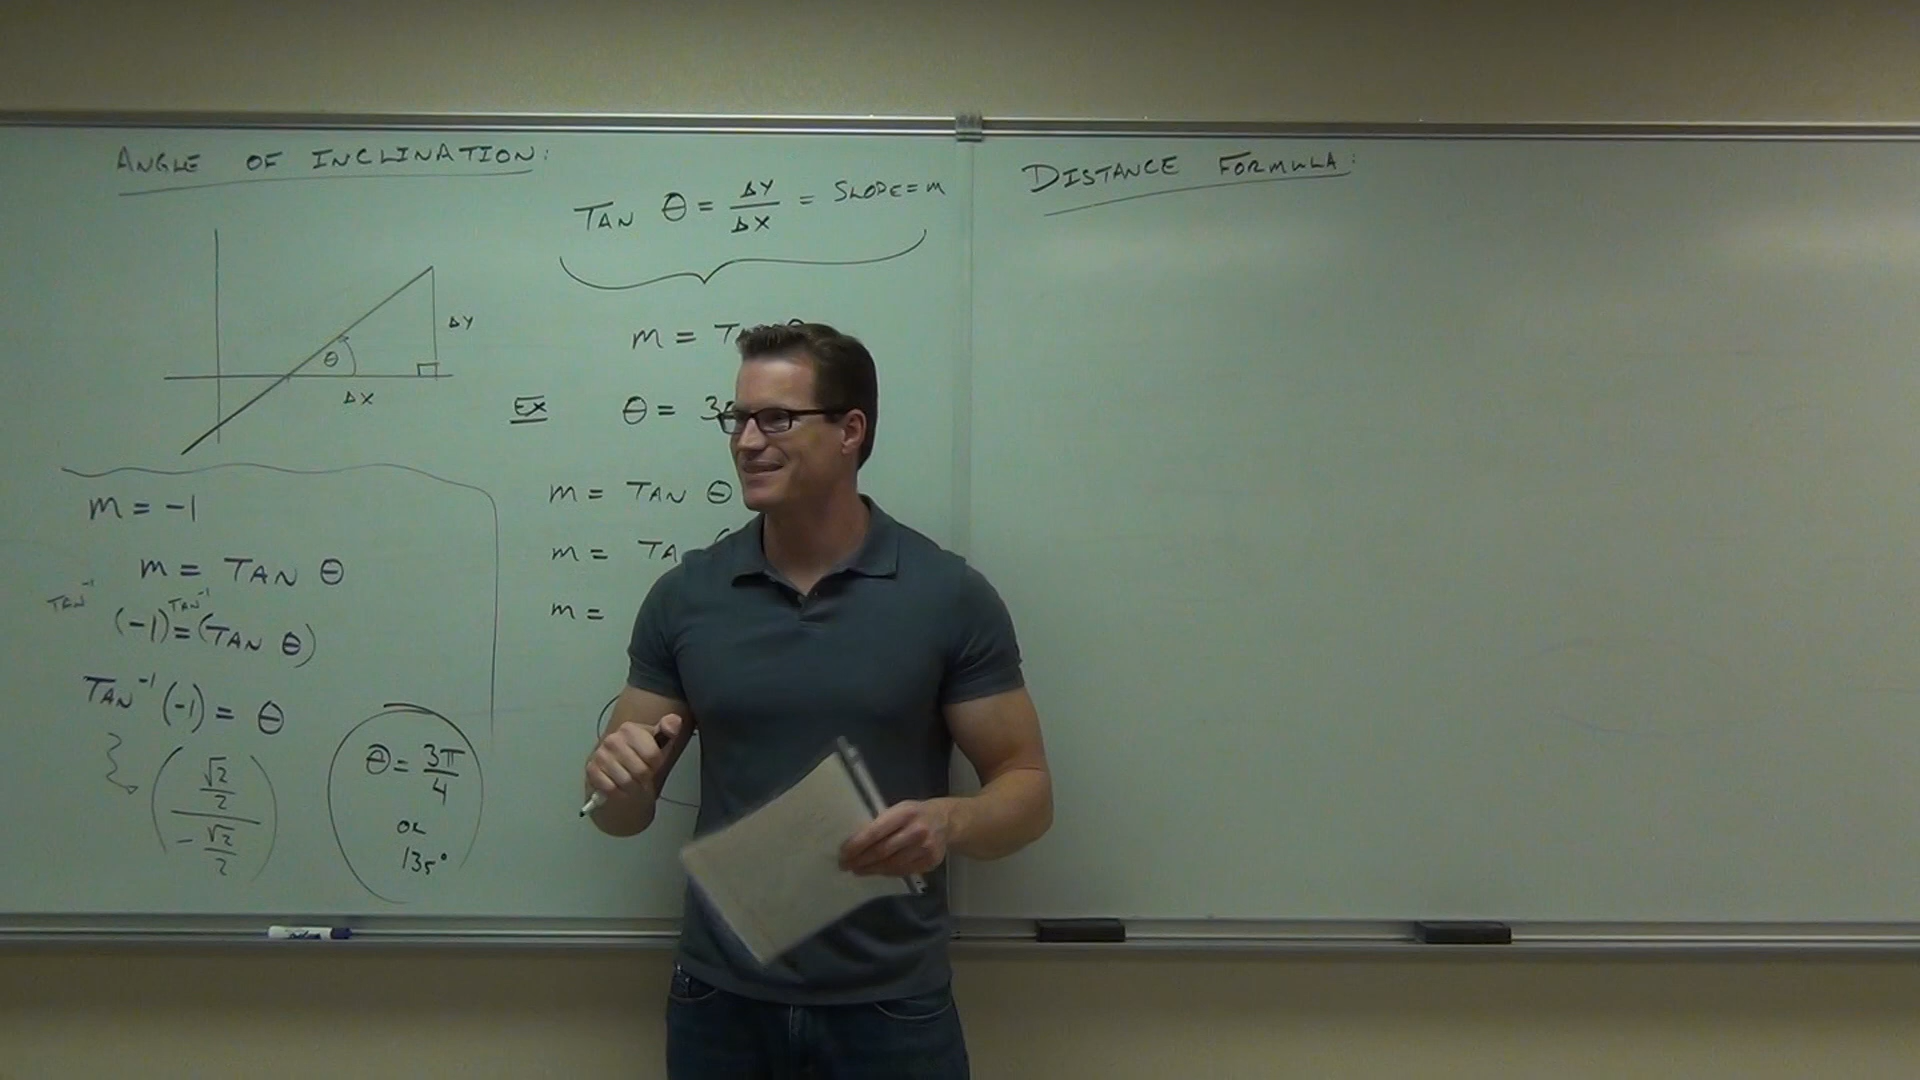 ANGLE OF INCLINATION:
TAN θ = ΔY/ΔX = SLOPE = m
ΔY
θ
ΔX
m =
EX θ =
m = TAN θ
m = TA
m =
m = -1
m = TAN θ
TAN⁻¹ (-1) = TAN⁻¹ (TAN θ)
TAN⁻¹ (-1) = θ
(√2/2 / -√2/2)
θ = 3π/4
OR
135°
DISTANCE FORMULA: